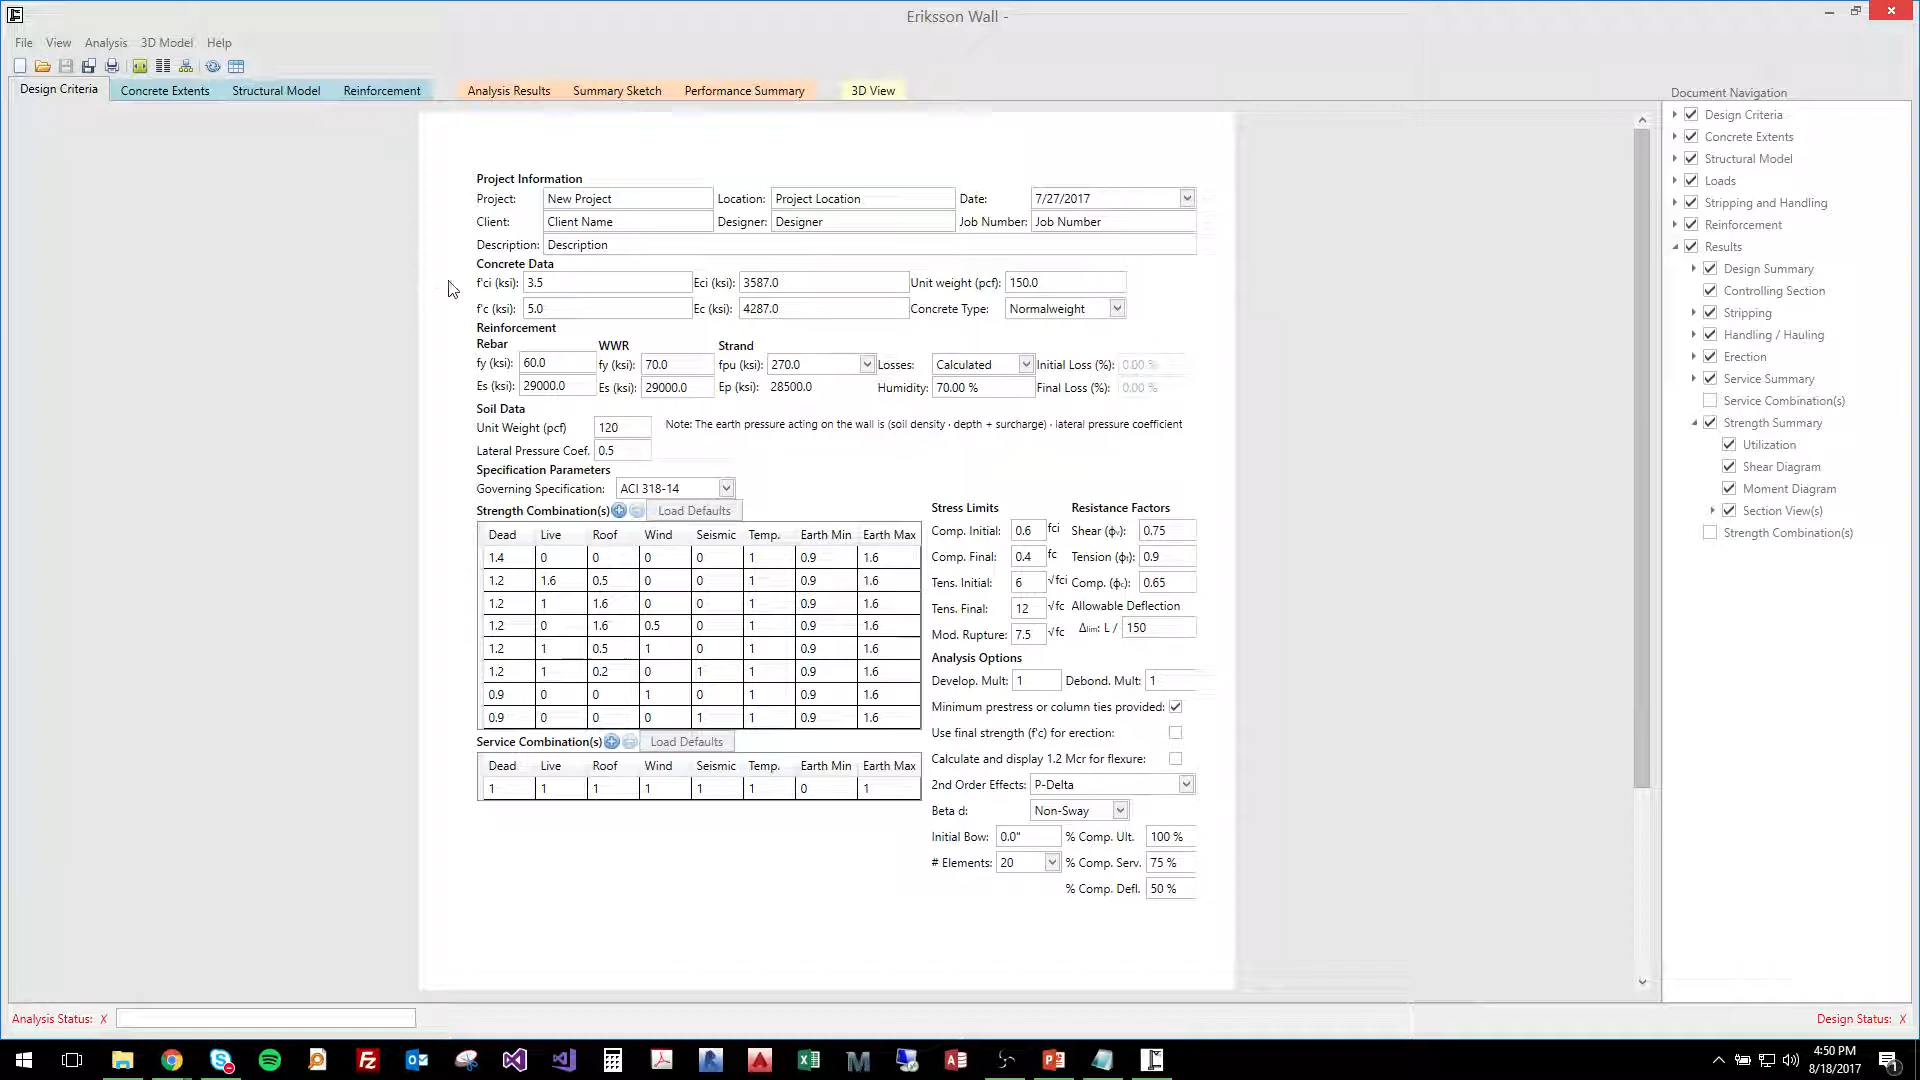 Eriksson Wall -
File View Analysis 3D Model Help
Design Criteria Concrete Extents Structural Model Reinforcement Analysis Results Summary Sketch Performance Summary 3D View
Project Information
Project: New Project Location: Project Location Date: 7/27/2017
Client: Client Name Designer: Designer Job Number: Job Number
Description: Description
Concrete Data
f'ci (ksi): 3.5 Eci (ksi): 3587.0 Unit weight (pcf): 150.0
f'c (ksi): 5.0 Ec (ksi): 4287.0 Concrete Type: Normalweight
Reinforcement
Rebar WWR Strand
fy (ksi): 60.0 fy (ksi): 70.0 fpu (ksi): 270.0 Losses: Calculated Initial Loss (%): 0.00 %
Es (ksi): 29000.0 Es (ksi): 29000.0 Ep (ksi): 28500.0 Humidity: 70.00 % Final Loss (%): 0.00 %
Soil Data
Unit Weight (pcf) 120 Note: The earth pressure acting on the wall is (soil density · depth + surcharge) · lateral pressure coefficient
Lateral Pressure Coef. 0.5
Specification Parameters
Governing Specification: ACI 318-14
Strength Combination(s) Load Defaults
Dead Live Roof Wind Seismic Temp. Earth Min Earth Max
1.4 0 0 0 0 1 0.9 1.6
1.2 1.6 0.5 0 0 1 0.9 1.6
1.2 1 1.6 0 0 1 0.9 1.6
1.2 0 1.6 0.5 0 1 0.9 1.6
1.2 1 0.5 1 0 1 0.9 1.6
1.2 1 0.2 0 1 1 0.9 1.6
0.9 0 0 1 0 1 0.9 1.6
0.9 0 0 0 1 1 0.9 1.6
Service Combination(s) Load Defaults
Dead Live Roof Wind Seismic Temp. Earth Min Earth Max
1 1 1 1 1 1 0 1
Stress Limits Resistance Factors
Comp. Initial: 0.6 fci Shear (ϕv): 0.75
Comp. Final: 0.4 fc Tension (ϕt): 0.9
Tens. Initial: 6 √fci Comp. (ϕc): 0.65
Tens. Final: 12 √fc Allowable Deflection
Mod. Rupture: 7.5 √fc Δlim: L / 150
Analysis Options
Develop. Mult: 1 Debond. Mult: 1
Minimum prestress or column ties provided:
Use final strength (f'c) for erection:
Calculate and display 1.2 Mcr for flexure:
2nd Order Effects: P-Delta
Beta d: Non-Sway
Initial Bow: 0.0" % Comp. Ult. 100 %
# Elements: 20 % Comp. Serv. 75 %
% Comp. Defl. 50 %
Document Navigation
Design Criteria
Concrete Extents
Structural Model
Loads
Stripping and Handling
Reinforcement
Results
Design Summary
Controlling Section
Stripping
Handling / Hauling
Erection
Service Summary
Service Combination(s)
Strength Summary
Utilization
Shear Diagram
Moment Diagram
Section View(s)
Strength Combination(s)
Analysis Status: X
Design Status: X
4:50 PM
8/18/2017